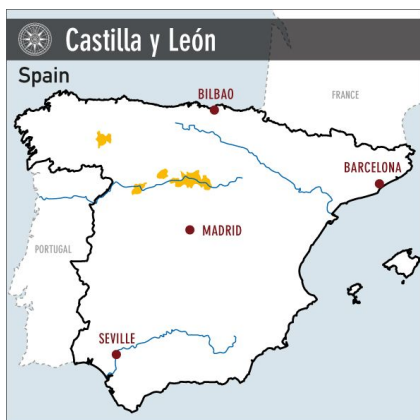 Castilla y León
Spain
BILBAO
FRANCE
BARCELONA
MADRID
PORTUGAL
SEVILLE